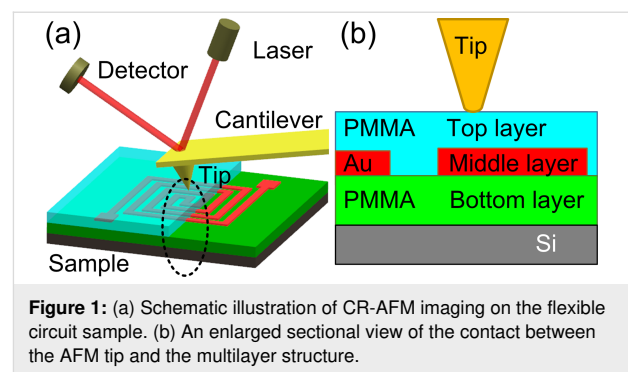 (a)
Laser
Detector
Cantilever
Tip
Sample
(b)
Tip
PMMA Top layer
Au Middle layer
PMMA Bottom layer
Si
Figure 1: (a) Schematic illustration of CR-AFM imaging on the flexible
circuit sample. (b) An enlarged sectional view of the contact between
the AFM tip and the multilayer structure.